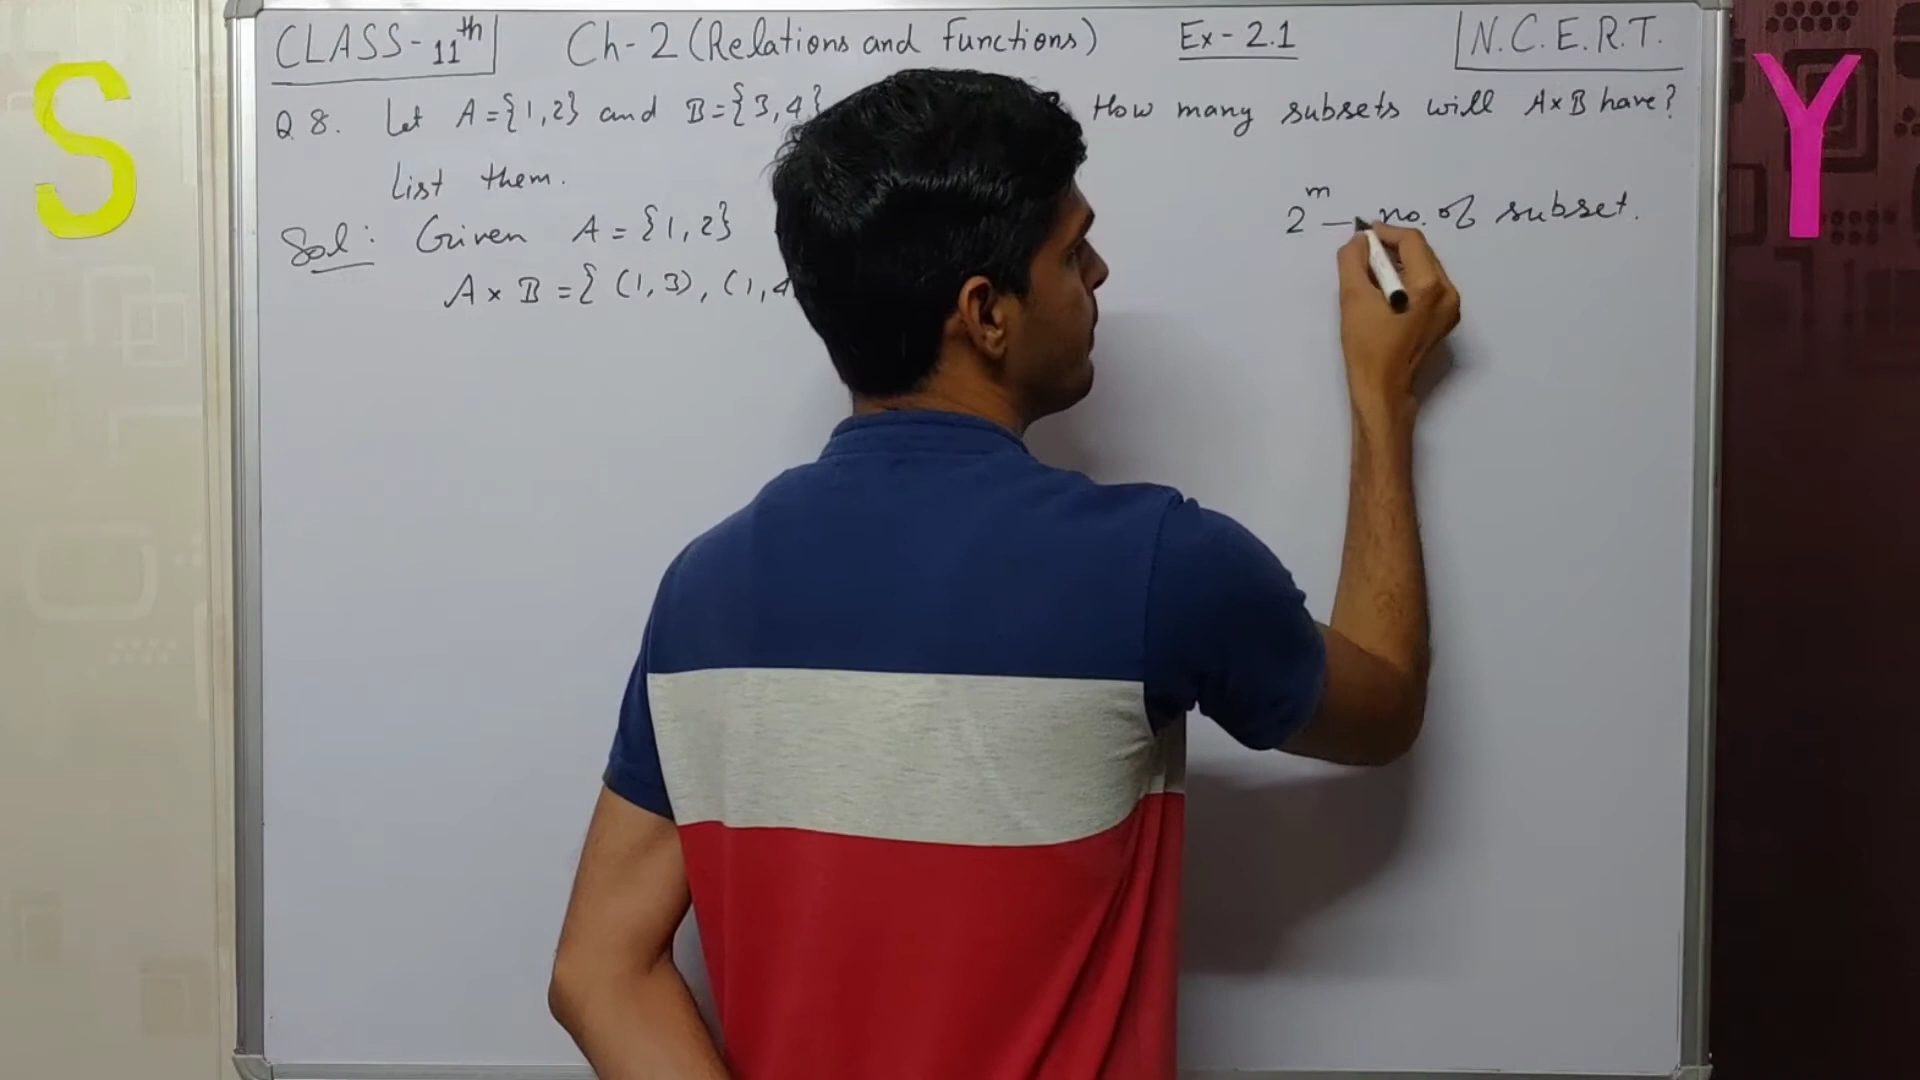 CLASS-11th Ch-2 (Relations and Functions) Ex-2.1 N.C.E.R.T.
S Y
Q 8. Let A={1,2} and B={3,4} How many subsets will A×B have?
List them.
2^m — no. of subset.
Sol: Given A={1,2}
A × B ={ (1,3), (1,4